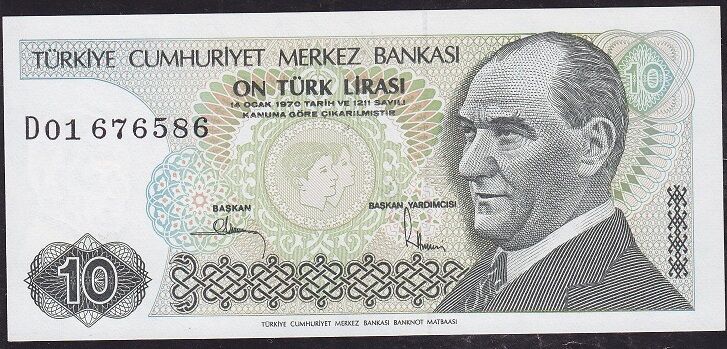 TÜRKİYE CUMHURİYET MERKEZ BANKASI
10
ON TÜRK LİRASI
14 OCAK 1970 TARİH VE 1211 SAYILI
KANUNA GÖRE ÇIKARILMIŞTIR
D01 676586
BAŞKAN
BAŞKAN YARDIMCISI
10
TÜRKİYE CUMHURİYET MERKEZ BANKASI BANKNOT MATBAASI